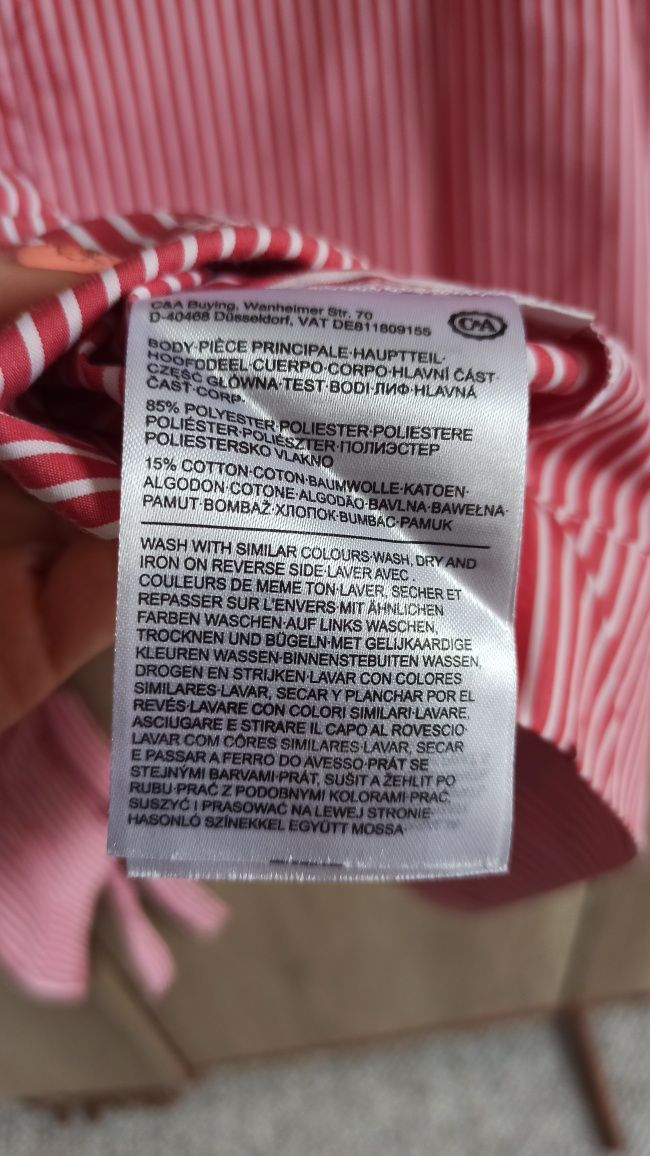 C&A Buying, Wanheimer Str. 70
D-40468 Düsseldorf, VAT DE811809155
C&A
BODY·PIÈCE PRINCIPALE·HAUPTTEIL·
HOOFDDEEL·CUERPO·CORPO·HLAVNÍ ČÁST·
CZĘŚĆ GŁÓWNA·TEST·BODI·ЛИФ·HLAVNÁ
ČASŤ·CORP.
85% POLYESTER·POLIESTER·POLIESTERE
POLIÉSTER·POLIÉSZTER·ПОЛИЭСТЕР
POLIESTERSKO VLAKNO
15% COTTON·COTON·BAUMWOLLE·KATOEN·
ALGODON·COTONE·ALGODÃO·BAVLNA·BAWEŁNA·
PAMUT·BOMBAŽ·ХЛОПОК·BUMBAC·PAMUK
WASH WITH SIMILAR COLOURS·WASH, DRY AND
IRON ON REVERSE SIDE·LAVER AVEC
COULEURS DE MEME TON·LAVER, SECHER ET
REPASSER SUR L'ENVERS·MIT ÄHNLICHEN
FARBEN WASCHEN·AUF LINKS WASCHEN,
TROCKNEN UND BÜGELN·MET GELIJKAARDIGE
KLEUREN WASSEN·BINNENSTEBUITEN WASSEN,
DROGEN EN STRIJKEN·LAVAR CON COLORES
SIMILARES·LAVAR, SECAR Y PLANCHAR POR EL
REVÉS·LAVARE CON COLORI SIMILARI·LAVARE,
ASCIUGARE E STIRARE IL CAPO AL ROVESCIO·
LAVAR COM CÔRES SIMILARES·LAVAR, SECAR
E PASSAR A FERRO DO AVESSO·PRÁT SE
STEJNÝMI BARVAMI·PRÁT, SUŠIT A ŽEHLIT PO
RUBU·PRAĆ Z PODOBNYMI KOLORAMI·PRAĆ,
SUSZYĆ I PRASOWAĆ NA LEWEJ STRONIE·
HASONLÓ SZÍNEKKEL EGYÜTT MOSSA·